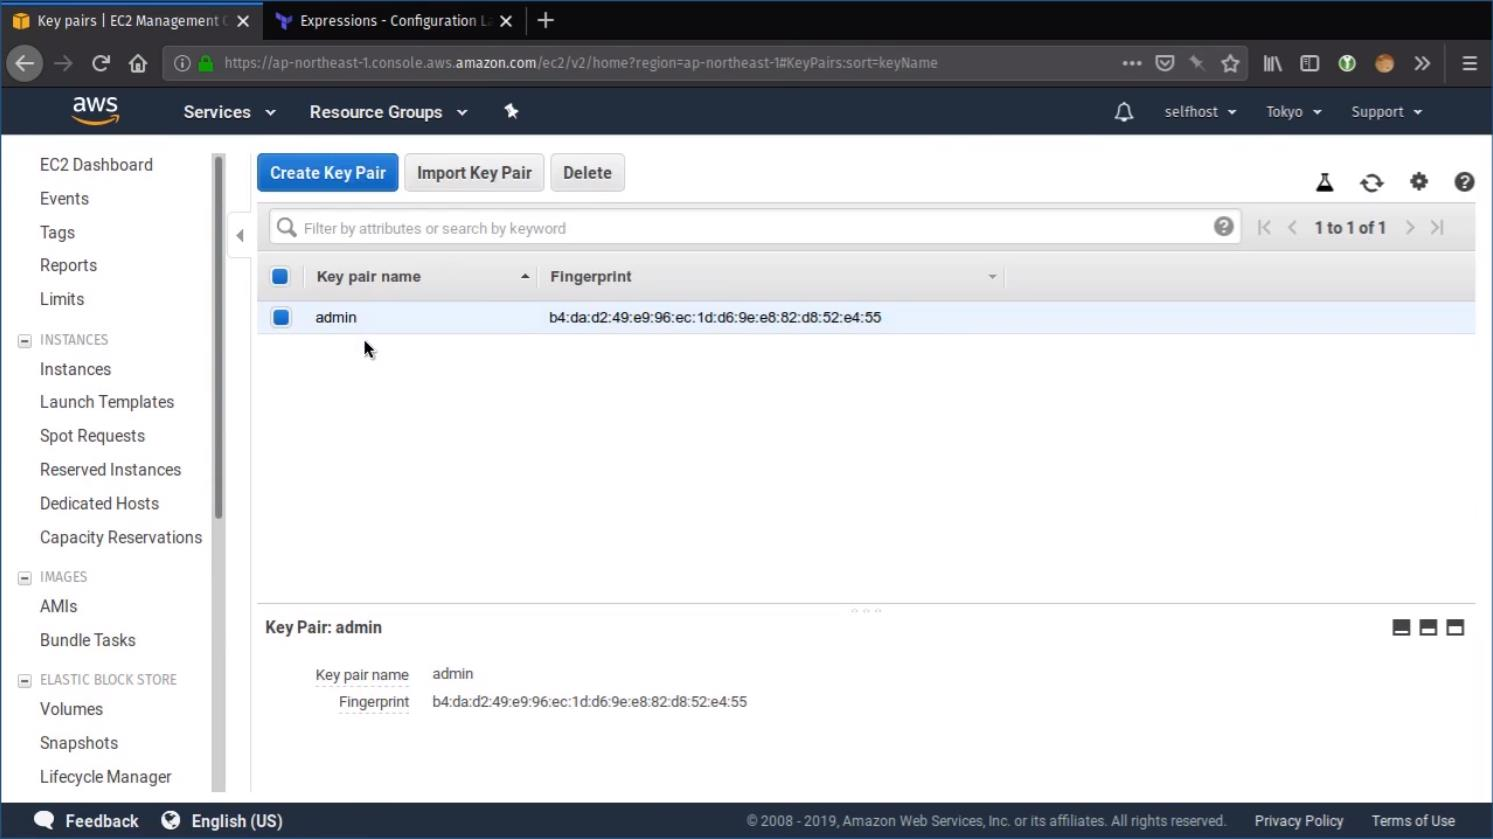 Key pairs | EC2 Management C
Expressions - Configuration La
https://ap-northeast-1.console.aws.amazon.com/ec2/v2/home?region=ap-northeast-1#KeyPairs:sort=keyName
aws
Services
Resource Groups
selfhost
Tokyo
Support
EC2 Dashboard
Events
Tags
Reports
Limits
INSTANCES
Instances
Launch Templates
Spot Requests
Reserved Instances
Dedicated Hosts
Capacity Reservations
IMAGES
AMIs
Bundle Tasks
ELASTIC BLOCK STORE
Volumes
Snapshots
Lifecycle Manager
Create Key Pair
Import Key Pair
Delete
Filter by attributes or search by keyword
1 to 1 of 1
Key pair name
Fingerprint
admin
b4:da:d2:49:e9:96:ec:1d:d6:9e:e8:82:d8:52:e4:55
Key Pair: admin
Key pair name admin
Fingerprint b4:da:d2:49:e9:96:ec:1d:d6:9e:e8:82:d8:52:e4:55
Feedback
English (US)
© 2008 - 2019, Amazon Web Services, Inc. or its affiliates. All rights reserved.
Privacy Policy
Terms of Use